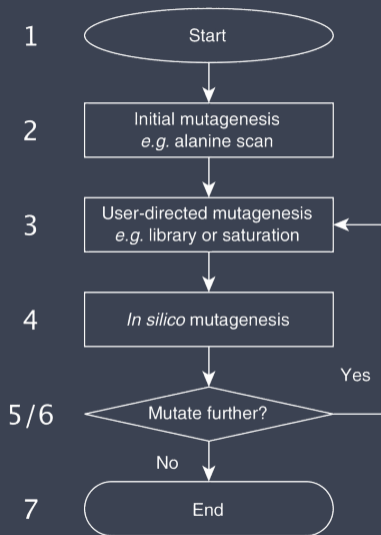 1
Start
2
Initial mutagenesis
e.g. alanine scan
3
User-directed mutagenesis
e.g. library or saturation
4
In silico mutagenesis
Yes
5/6
Mutate further?
No
7
End